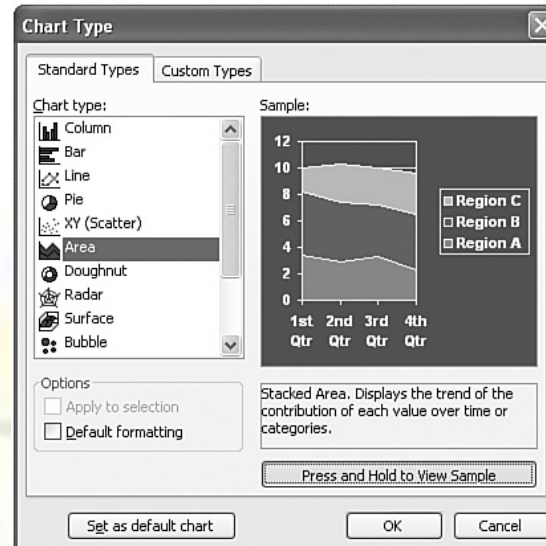 Chart Type
Standard Types
Custom Types
Chart type:
Column
Bar
Line
Pie
XY (Scatter)
Area
Doughnut
Radar
Surface
Bubble
Options
Apply to selection
Default formatting
Sample:
12
10
8
6
4
2
0
1st Qtr
2nd Qtr
3rd Qtr
4th Qtr
Region C
Region B
Region A
Stacked Area. Displays the trend of the
contribution of each value over time or
categories.
Press and Hold to View Sample
Set as default chart
OK
Cancel